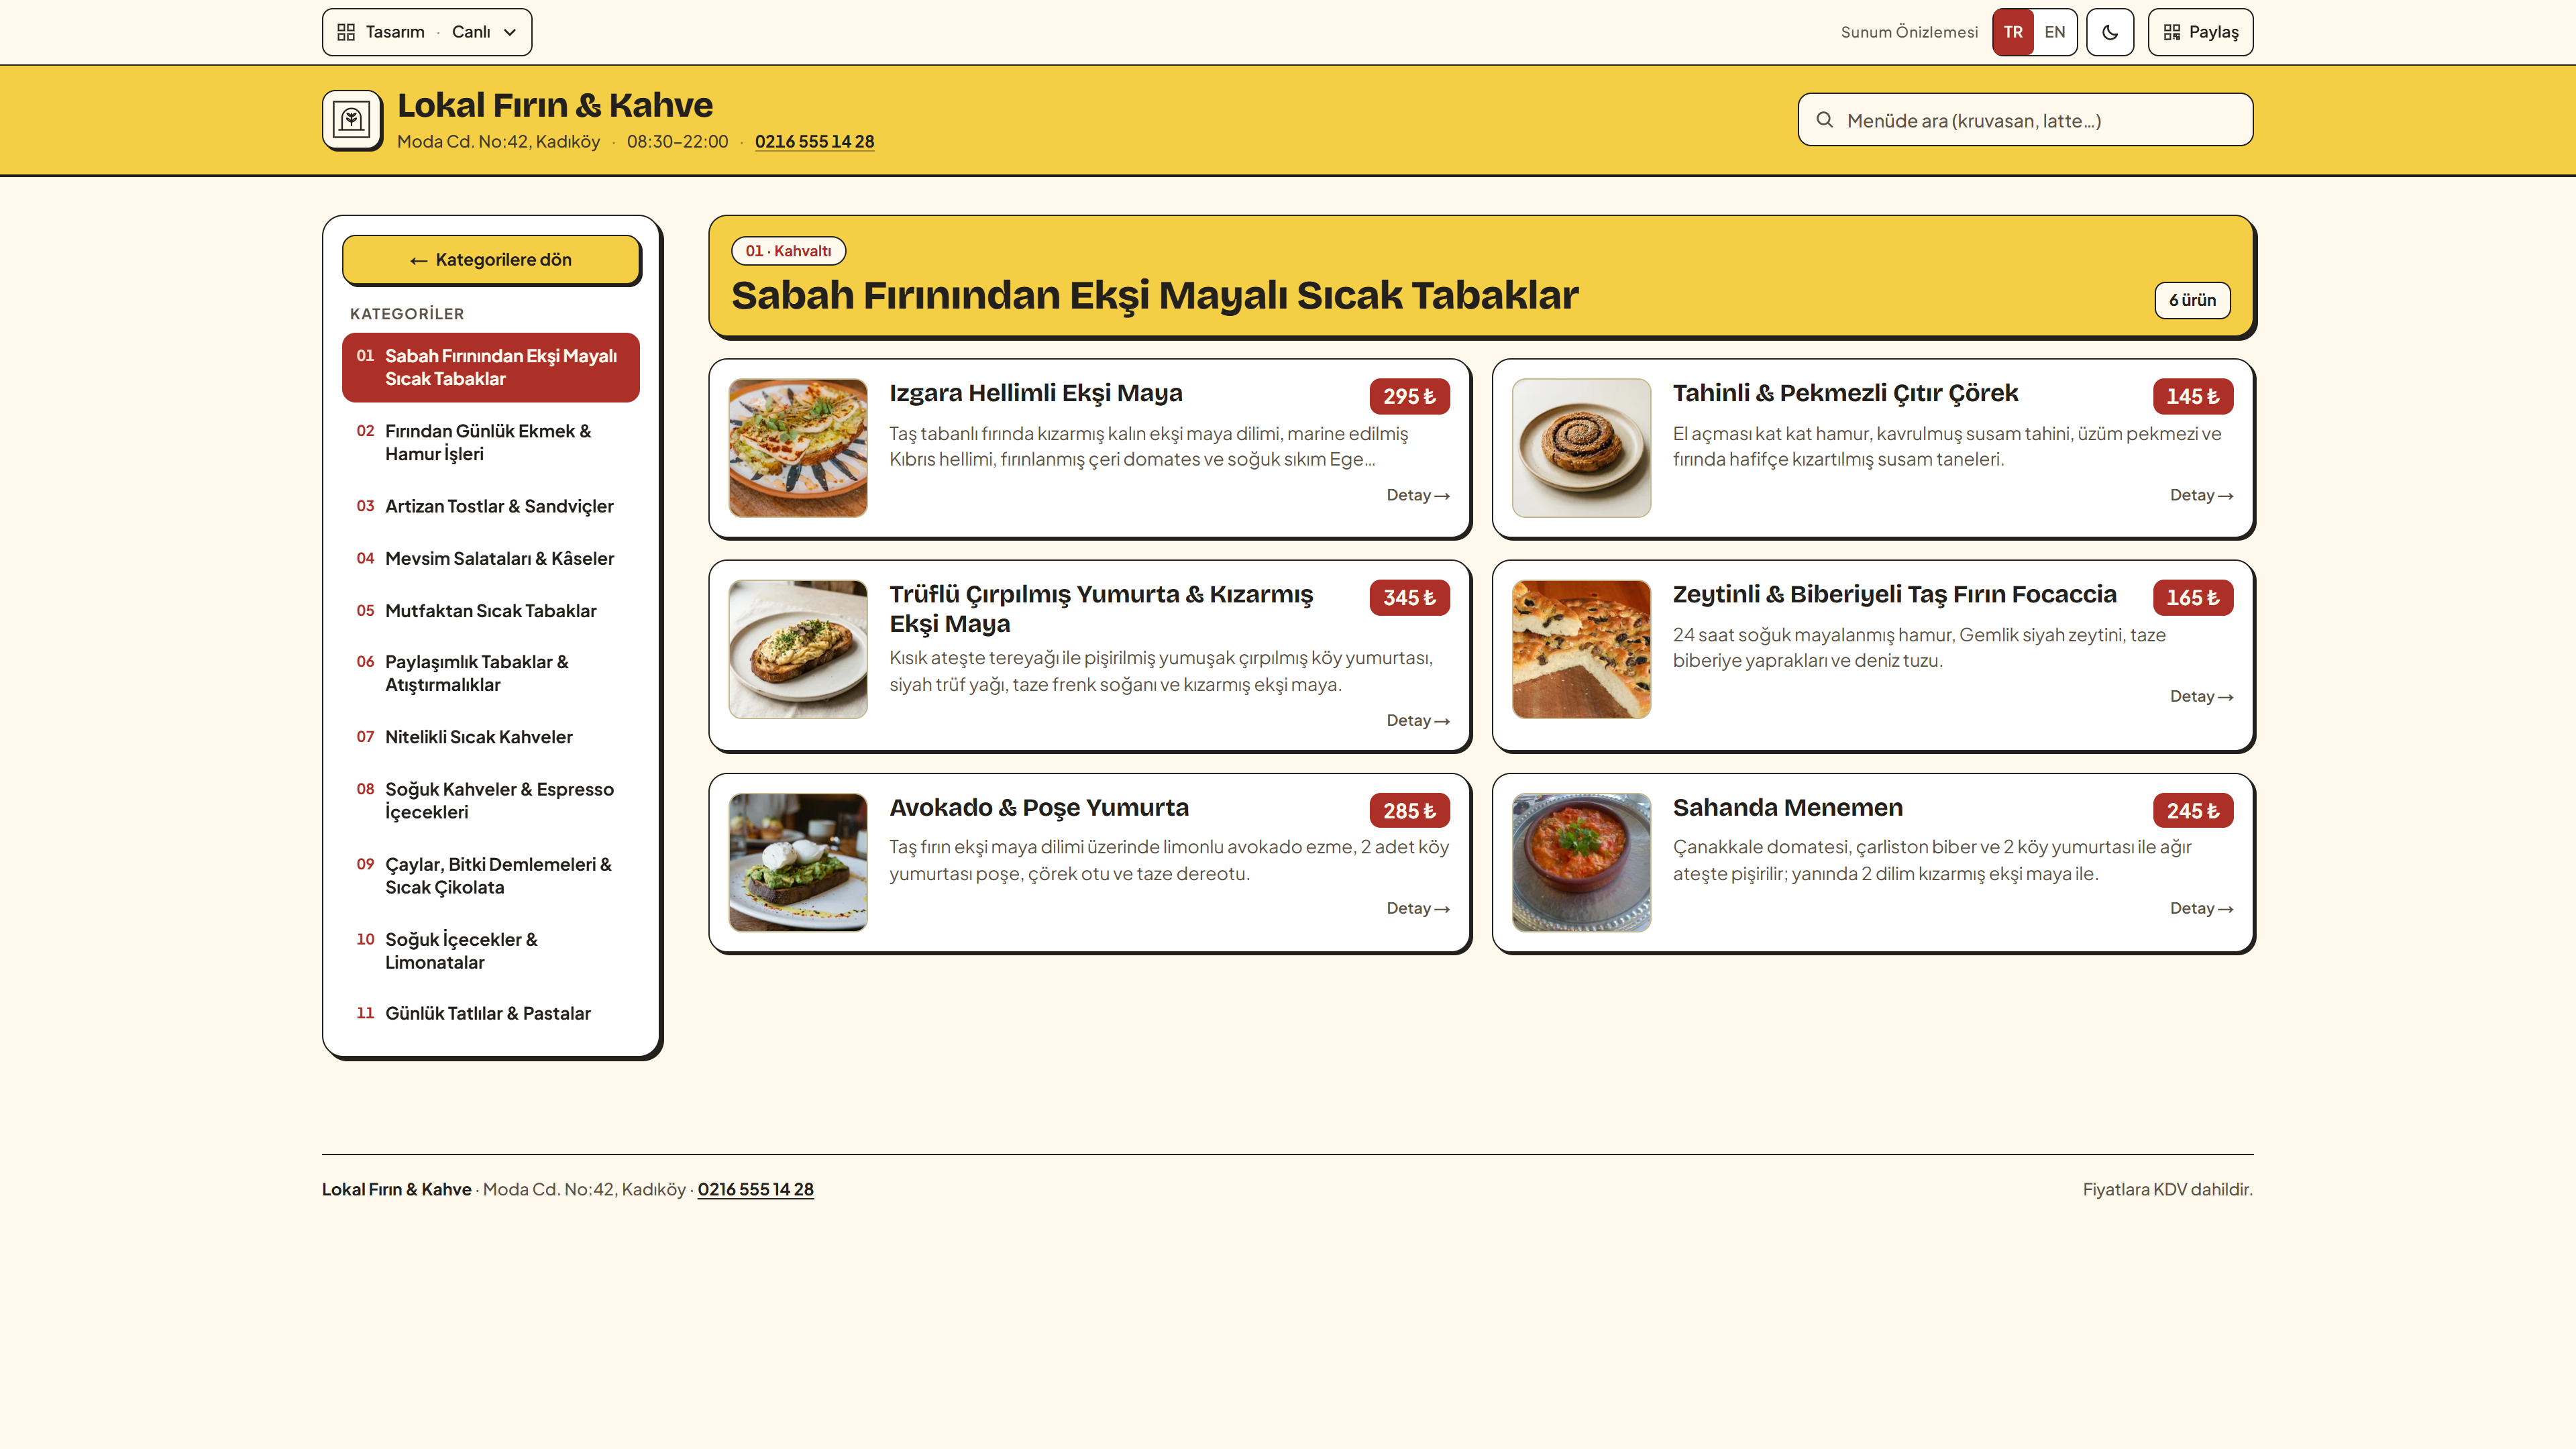 Tasarım · Canlı
Sunum Önizlemesi
TR EN
Paylaş
Lokal Fırın & Kahve
Moda Cd. No:42, Kadıköy · 08:30–22:00 · 0216 555 14 28
Menüde ara (kruvasan, latte…)
← Kategorilere dön
KATEGORİLER
01 Sabah Fırınından Ekşi Mayalı
Sıcak Tabaklar
02 Fırından Günlük Ekmek &
Hamur İşleri
03 Artizan Tostlar & Sandviçler
04 Mevsim Salataları & Kâseler
05 Mutfaktan Sıcak Tabaklar
06 Paylaşımlık Tabaklar &
Atıştırmalıklar
07 Nitelikli Sıcak Kahveler
08 Soğuk Kahveler & Espresso
İçecekleri
09 Çaylar, Bitki Demlemeleri &
Sıcak Çikolata
10 Soğuk İçecekler &
Limonatalar
11 Günlük Tatlılar & Pastalar
01 · Kahvaltı
Sabah Fırınından Ekşi Mayalı Sıcak Tabaklar
6 ürün
Izgara Hellimli Ekşi Maya
295 ₺
Taş tabanlı fırında kızarmış kalın ekşi maya dilimi, marine edilmiş
Kıbrıs hellimi, fırınlanmış çeri domates ve soğuk sıkım Ege…
Detay →
Tahinli & Pekmezli Çıtır Çörek
145 ₺
El açması kat kat hamur, kavrulmuş susam tahini, üzüm pekmezi ve
fırında hafifçe kızartılmış susam taneleri.
Detay →
Trüflü Çırpılmış Yumurta & Kızarmış
Ekşi Maya
345 ₺
Kısık ateşte tereyağı ile pişirilmiş yumuşak çırpılmış köy yumurtası,
siyah trüf yağı, taze frenk soğanı ve kızarmış ekşi maya.
Detay →
Zeytinli & Biberiyeli Taş Fırın Focaccia
165 ₺
24 saat soğuk mayalanmış hamur, Gemlik siyah zeytini, taze
biberiye yaprakları ve deniz tuzu.
Detay →
Avokado & Poşe Yumurta
285 ₺
Taş fırın ekşi maya dilimi üzerinde limonlu avokado ezme, 2 adet köy
yumurtası poşe, çörek otu ve taze dereotu.
Detay →
Sahanda Menemen
245 ₺
Çanakkale domatesi, çarliston biber ve 2 köy yumurtası ile ağır
ateşte pişirilir; yanında 2 dilim kızarmış ekşi maya ile.
Detay →
Lokal Fırın & Kahve · Moda Cd. No:42, Kadıköy · 0216 555 14 28
Fiyatlara KDV dahildir.